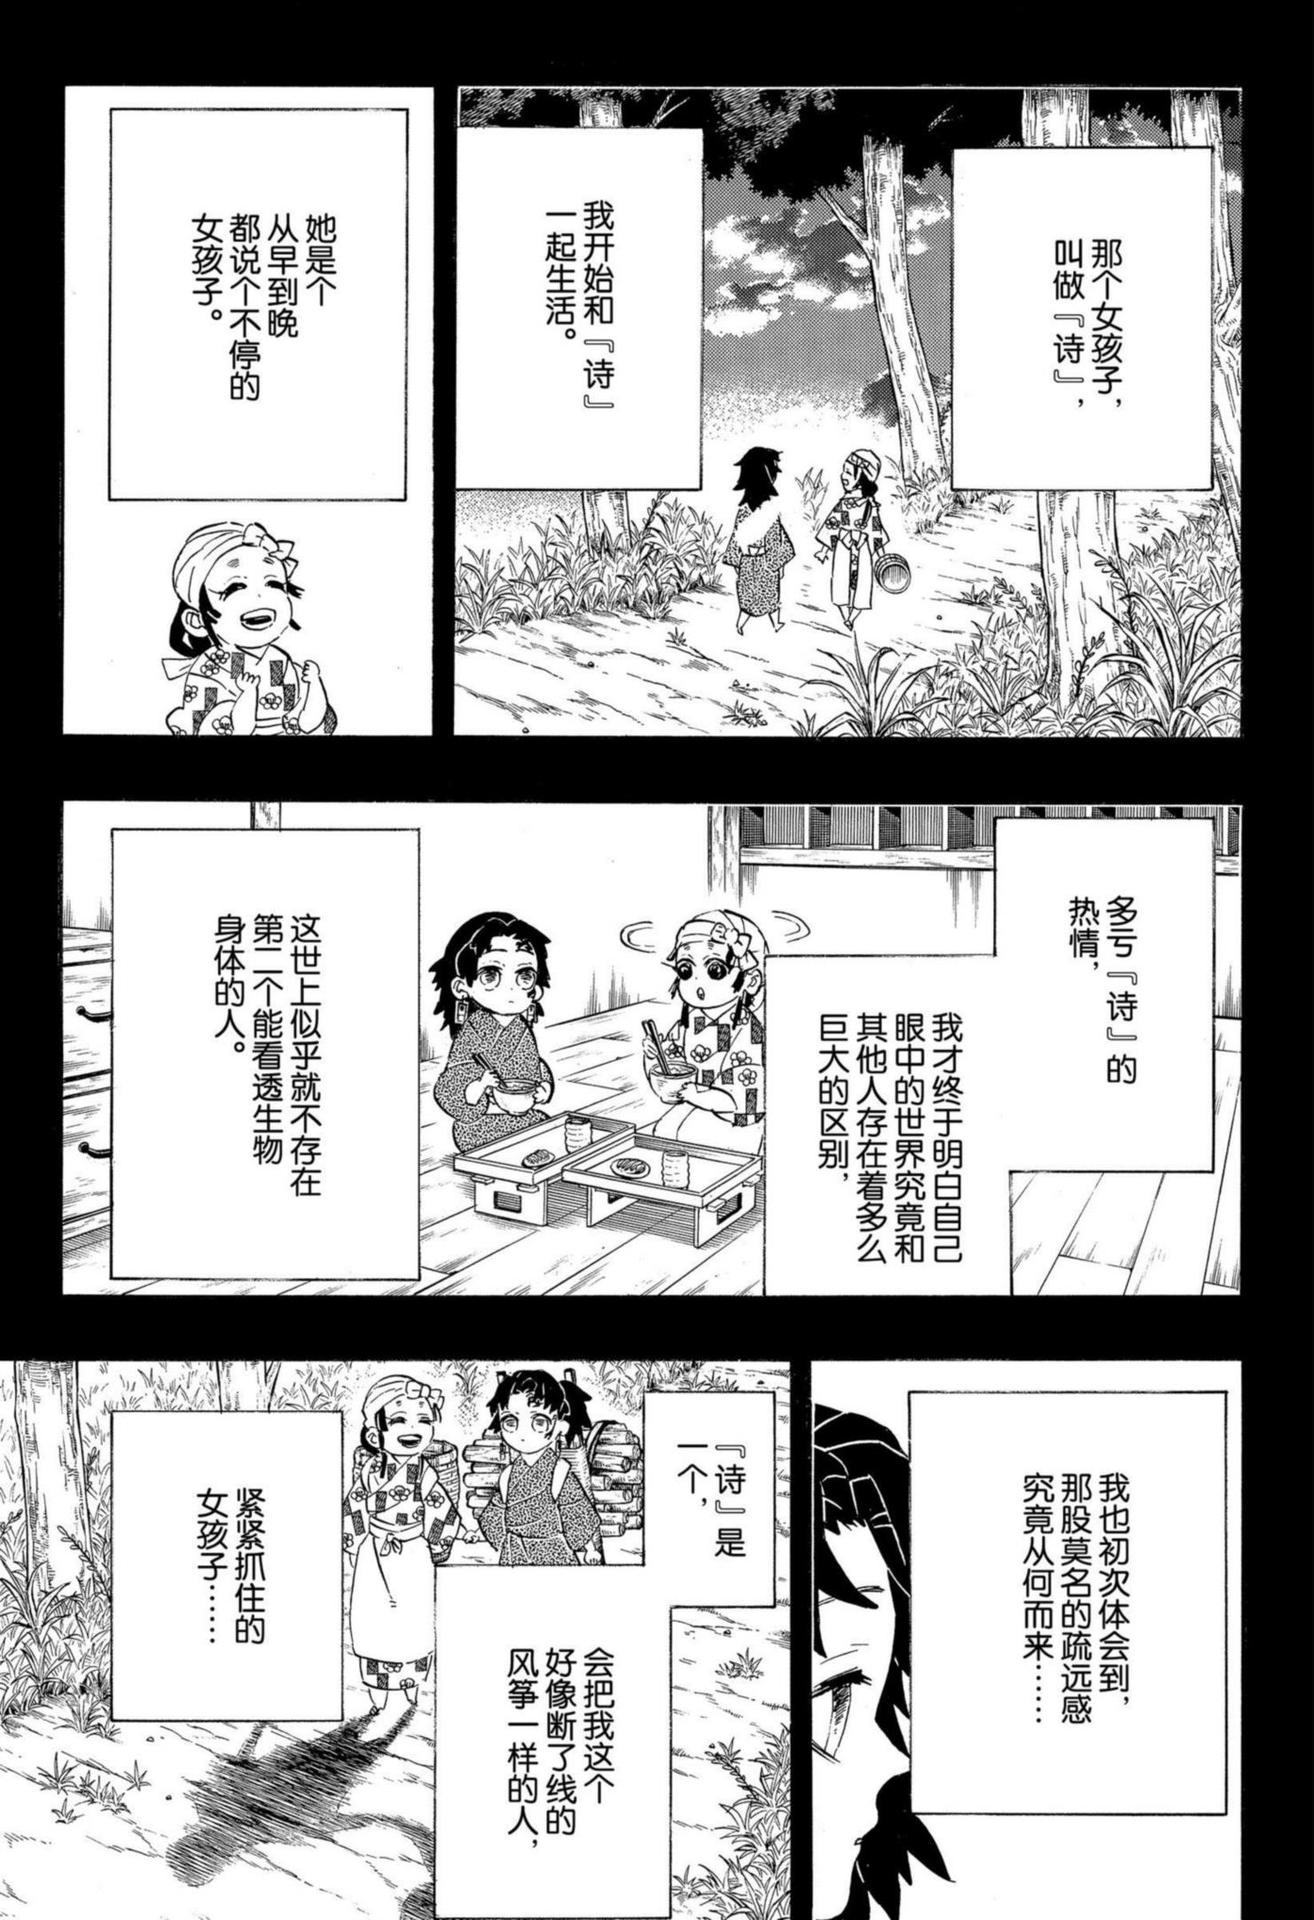 那个女孩子，
叫做『诗』，
我开始和『诗』
一起生活。
她是个
从早到晚
都说个不停的
女孩子。
多亏『诗』的
热情，
我才终于明白自己
眼中的世界究竟和
其他人存在着多么
巨大的区别，
这世上似乎就不存在
第二个能看透生物
身体的人。
我也初次体会到，
那股莫名的疏远感
究竟从何而来……
『诗』是
一个，
会把我这个
好像断了线的
风筝一样的人，
紧紧抓住的
女孩子……